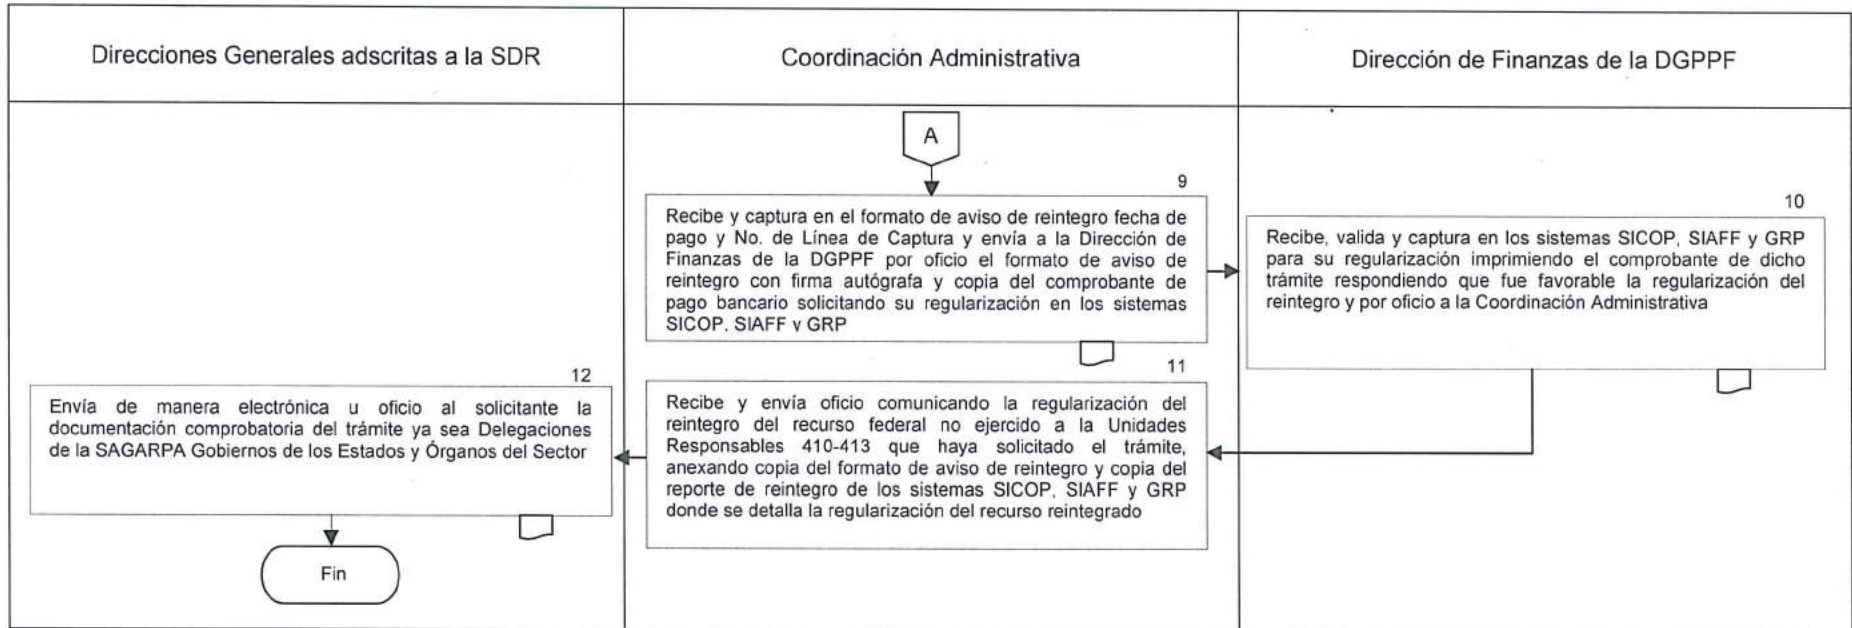 Direcciones Generales adscritas a la SDR
Coordinación Administrativa
Dirección de Finanzas de la DGPPF
A
9
Recibe y captura en el formato de aviso de reintegro fecha de
pago y No. de Línea de Captura y envía a la Dirección de
Finanzas de la DGPPF por oficio el formato de aviso de
reintegro con firma autógrafa y copia del comprobante de
pago bancario solicitando su regularización en los sistemas
SICOP, SIAFF y GRP
10
Recibe, valida y captura en los sistemas SICOP, SIAFF y GRP
para su regularización imprimiendo el comprobante de dicho
trámite respondiendo que fue favorable la regularización del
reintegro y por oficio a la Coordinación Administrativa
11
Recibe y envía oficio comunicando la regularización del
reintegro del recurso federal no ejercido a la Unidades
Responsables 410-413 que haya solicitado el trámite,
anexando copia del formato de aviso de reintegro y copia del
reporte de reintegro de los sistemas SICOP, SIAFF y GRP
donde se detalla la regularización del recurso reintegrado
12
Envía de manera electrónica u oficio al solicitante la
documentación comprobatoria del trámite ya sea Delegaciones
de la SAGARPA Gobiernos de los Estados y Órganos del Sector
Fin